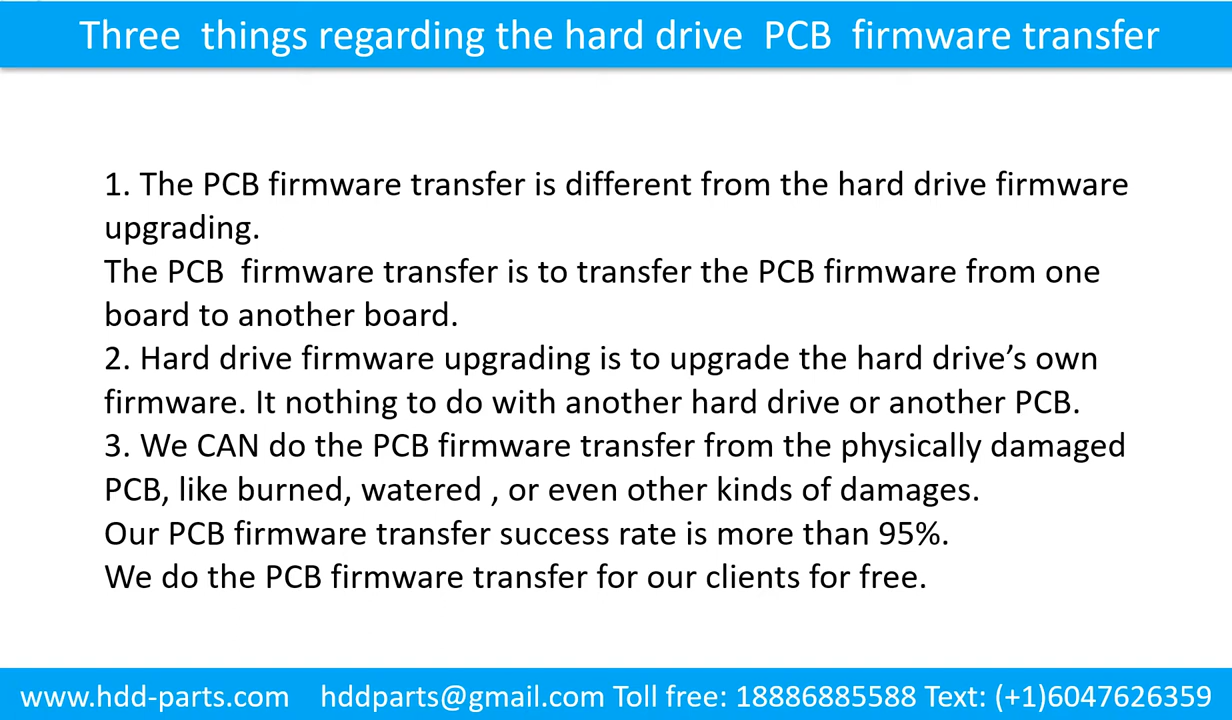 Three things regarding the hard drive PCB firmware transfer
1. The PCB firmware transfer is different from the hard drive firmware
upgrading.
The PCB firmware transfer is to transfer the PCB firmware from one
board to another board.
2. Hard drive firmware upgrading is to upgrade the hard drive’s own
firmware. It nothing to do with another hard drive or another PCB.
3. We CAN do the PCB firmware transfer from the physically damaged
PCB, like burned, watered , or even other kinds of damages.
Our PCB firmware transfer success rate is more than 95%.
We do the PCB firmware transfer for our clients for free.
www.hdd-parts.com hddparts@gmail.com Toll free: 18886885588 Text: (+1)6047626359